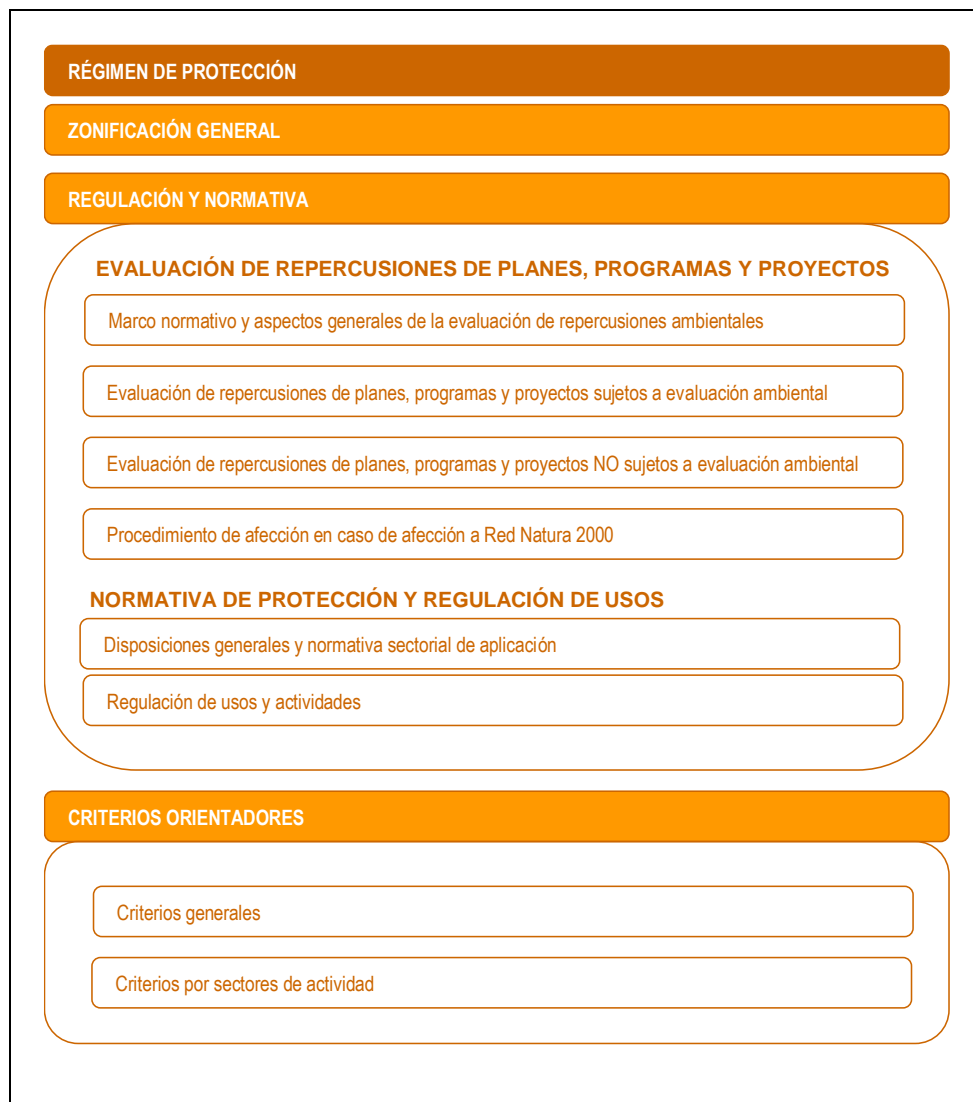 RÉGIMEN DE PROTECCIÓN
ZONIFICACIÓN GENERAL
REGULACIÓN Y NORMATIVA
EVALUACIÓN DE REPERCUSIONES DE PLANES, PROGRAMAS Y PROYECTOS
Marco normativo y aspectos generales de la evaluación de repercusiones ambientales
Evaluación de repercusiones de planes, programas y proyectos sujetos a evaluación ambiental
Evaluación de repercusiones de planes, programas y proyectos NO sujetos a evaluación ambiental
Procedimiento de afección en caso de afección a Red Natura 2000
NORMATIVA DE PROTECCIÓN Y REGULACIÓN DE USOS
Disposiciones generales y normativa sectorial de aplicación
Regulación de usos y actividades
CRITERIOS ORIENTADORES
Criterios generales
Criterios por sectores de actividad